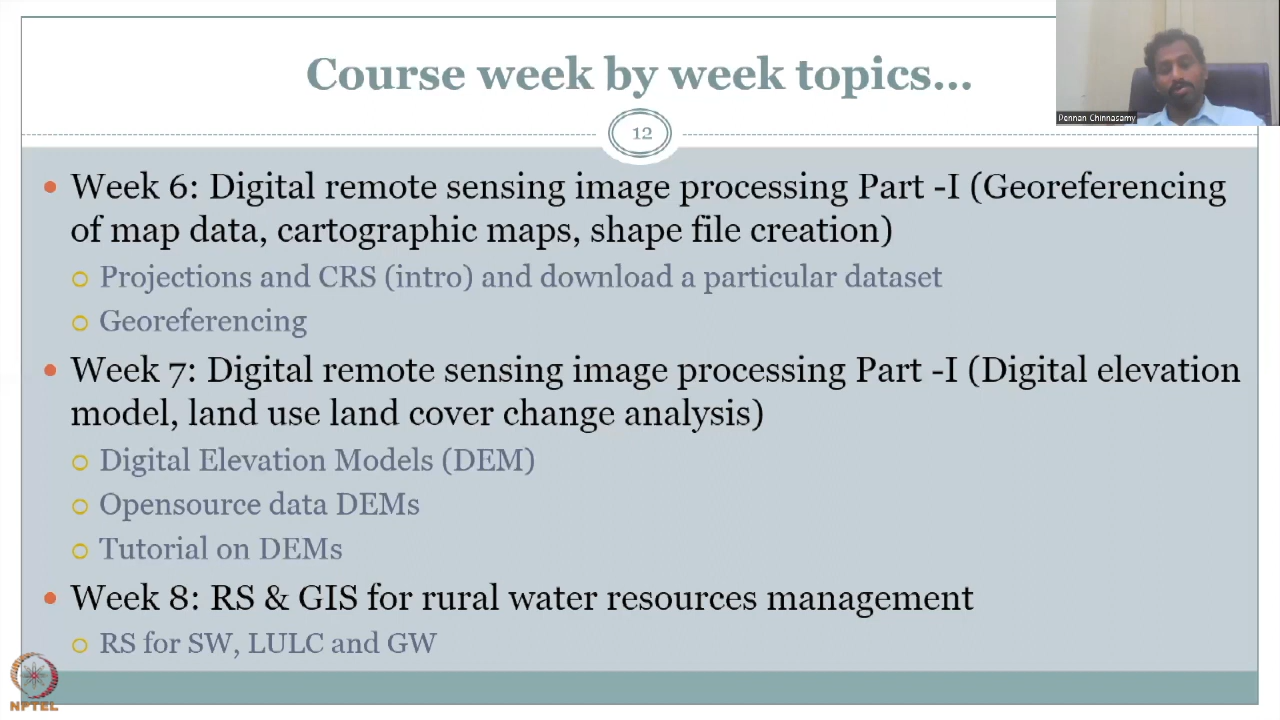 Course week by week topics...
Pennan Chinnasamy
12
Week 6: Digital remote sensing image processing Part -I (Georeferencing
of map data, cartographic maps, shape file creation)
Projections and CRS (intro) and download a particular dataset
Georeferencing
Week 7: Digital remote sensing image processing Part -I (Digital elevation
model, land use land cover change analysis)
Digital Elevation Models (DEM)
Opensource data DEMs
Tutorial on DEMs
Week 8: RS & GIS for rural water resources management
RS for SW, LULC and GW
NPTEL